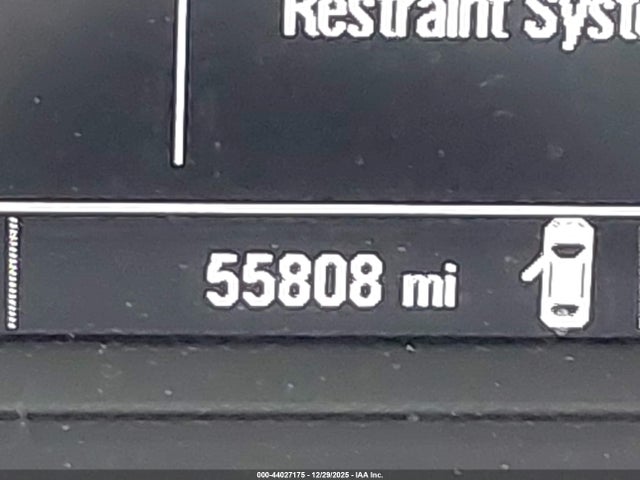 Restraint Syst
55808 mi
000-44027175 - 12/29/2025 - IAA Inc.